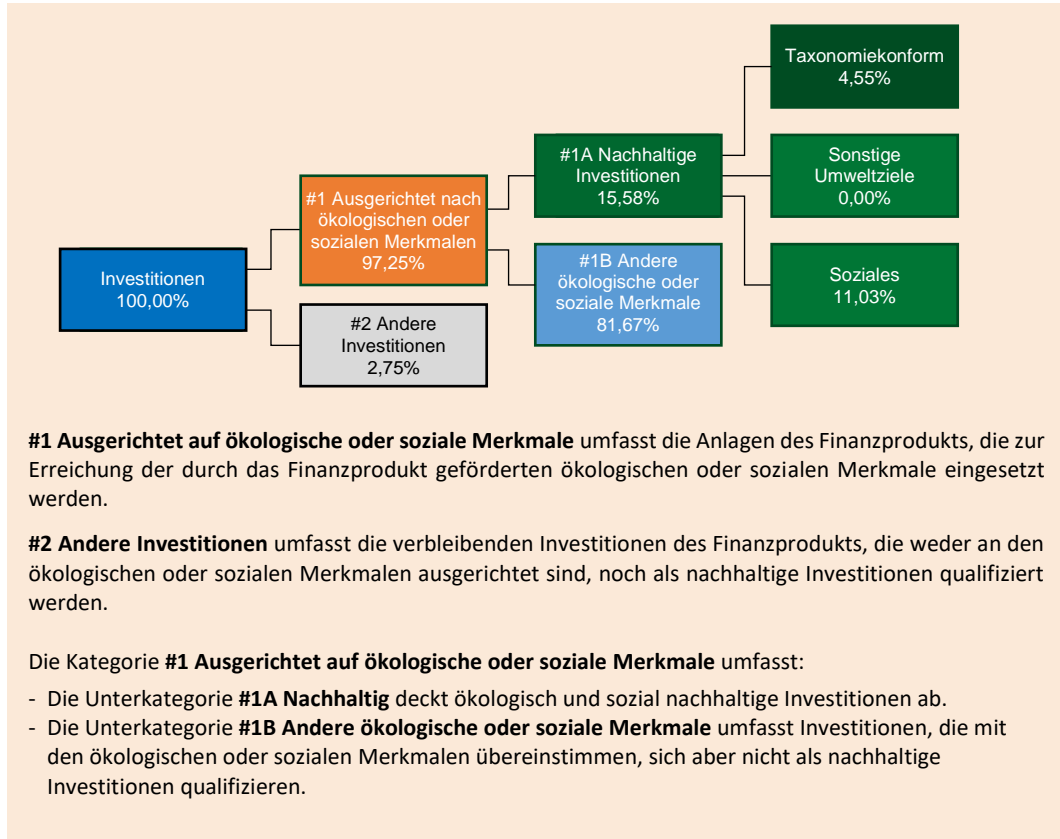 Taxonomiekonform
4,55%
#1A Nachhaltige
Investitionen
15,58%
Sonstige
Umweltziele
0,00%
#1 Ausgerichtet nach
ökologischen oder
sozialen Merkmalen
97,25%
#1B Andere
ökologische oder
soziale Merkmale
81,67%
Soziales
11,03%
Investitionen
100,00%
#2 Andere
Investitionen
2,75%
#1 Ausgerichtet auf ökologische oder soziale Merkmale umfasst die Anlagen des Finanzprodukts, die zur
Erreichung der durch das Finanzprodukt geförderten ökologischen oder sozialen Merkmale eingesetzt
werden.
#2 Andere Investitionen umfasst die verbleibenden Investitionen des Finanzprodukts, die weder an den
ökologischen oder sozialen Merkmalen ausgerichtet sind, noch als nachhaltige Investitionen qualifiziert
werden.
Die Kategorie #1 Ausgerichtet auf ökologische oder soziale Merkmale umfasst:
- Die Unterkategorie #1A Nachhaltig deckt ökologisch und sozial nachhaltige Investitionen ab.
- Die Unterkategorie #1B Andere ökologische oder soziale Merkmale umfasst Investitionen, die mit
den ökologischen oder sozialen Merkmalen übereinstimmen, sich aber nicht als nachhaltige
Investitionen qualifizieren.